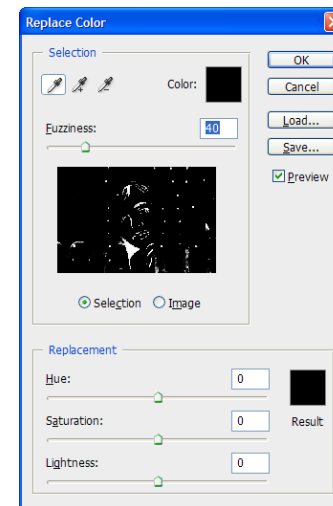 Replace Color
Selection
OK
Color:
Cancel
Fuzziness:
40
Load...
Save...
Preview
Selection
Image
Replacement
Hue:
0
Saturation:
0
Result
Lightness:
0